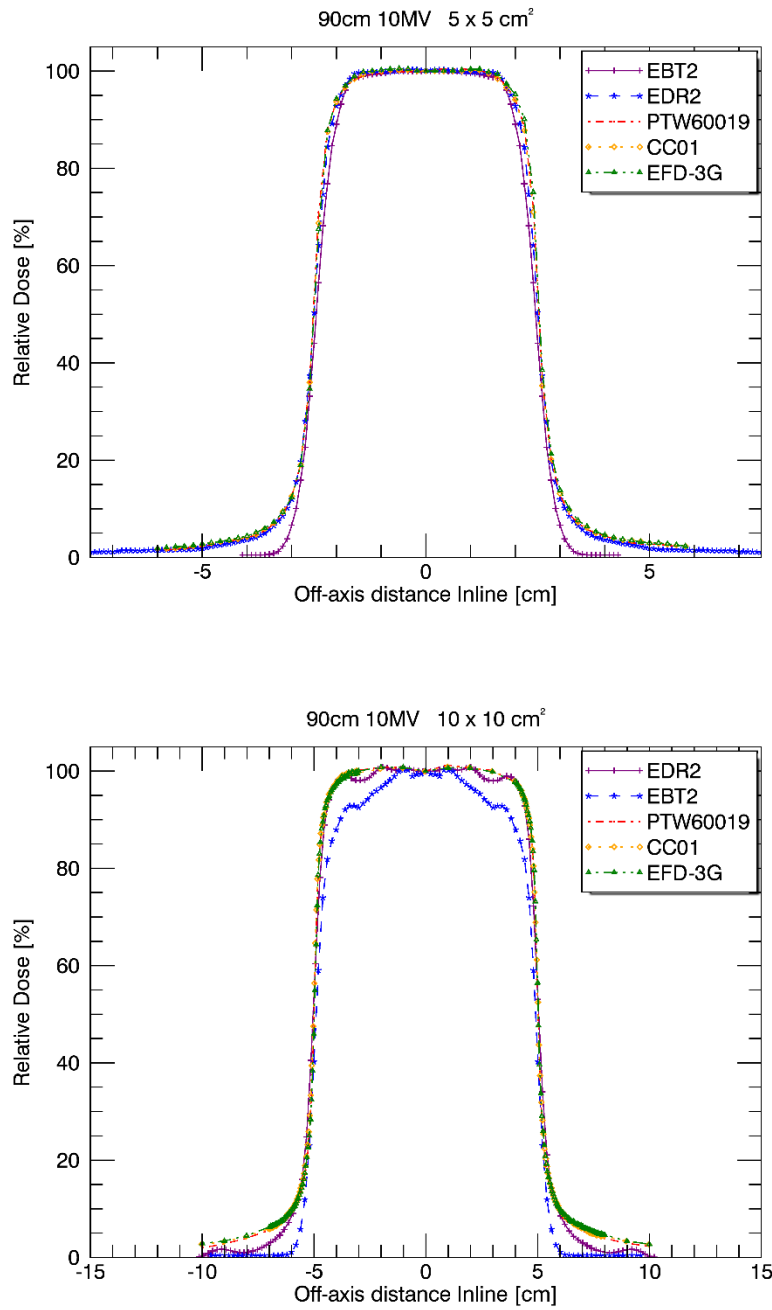 90cm 10MV 5 x 5 cm²
100
80
60
40
20
0
Relative Dose [%]
EBT2
EDR2
PTW60019
CC01
EFD-3G
-5 0 5
Off-axis distance Inline [cm]
90cm 10MV 10 x 10 cm²
100
80
60
40
20
0
Relative Dose [%]
EDR2
EBT2
PTW60019
CC01
EFD-3G
-15 -10 -5 0 5 10 15
Off-axis distance Inline [cm]